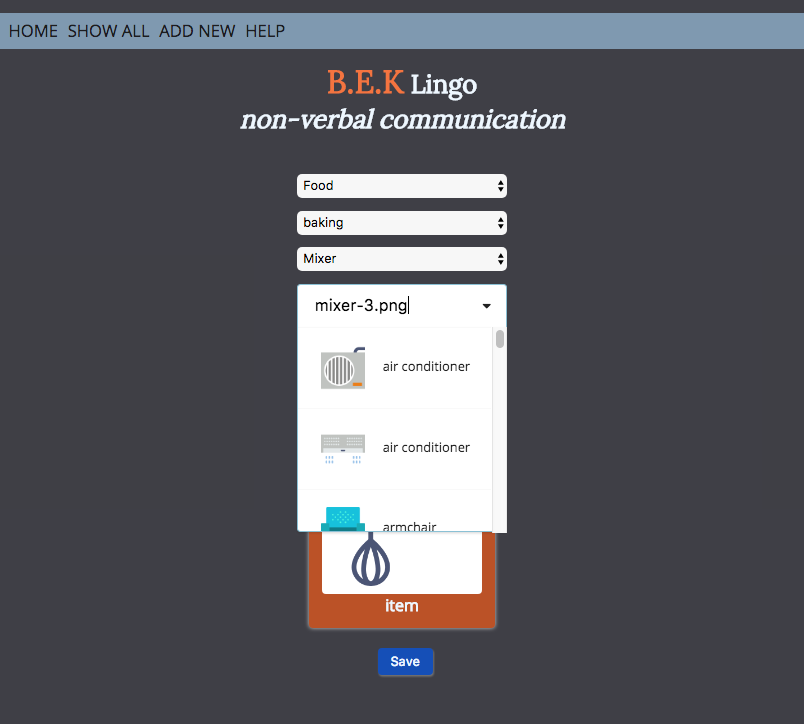 HOME SHOW ALL ADD NEW HELP
B.E.K Lingo
non-verbal communication
Food
baking
Mixer
mixer-3.png
air conditioner
air conditioner
armchair
item
Save